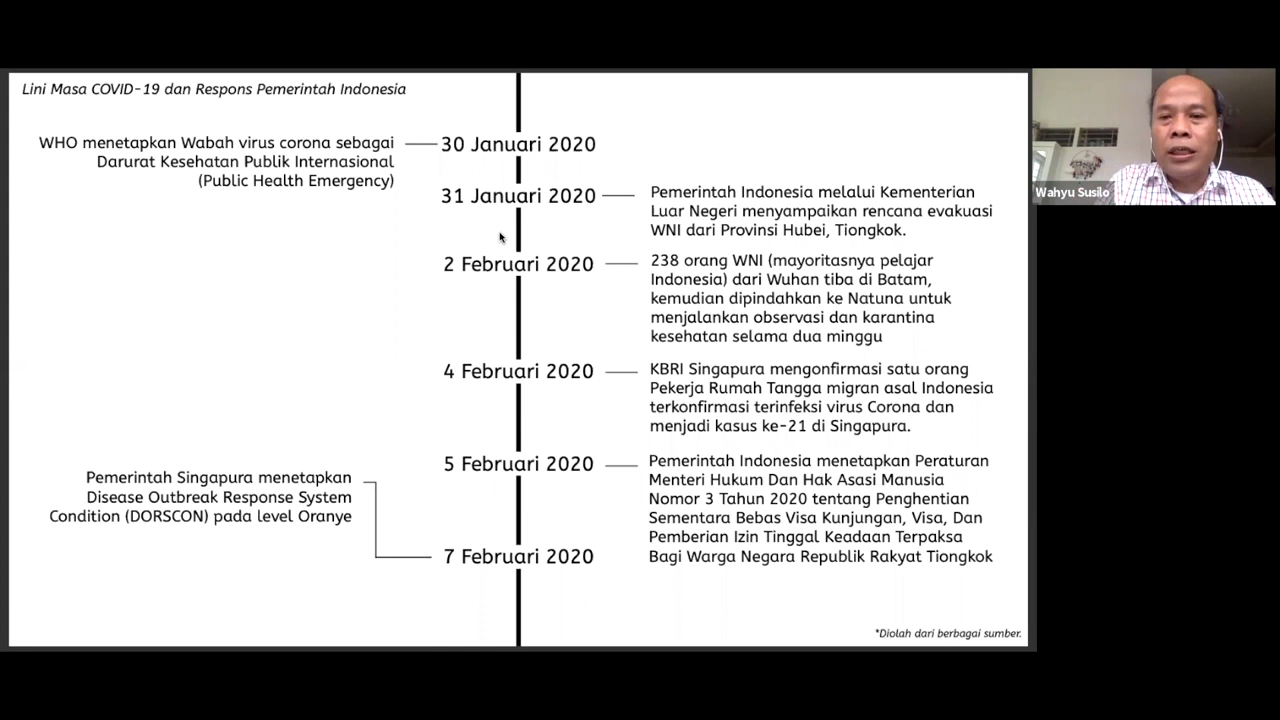 Lini Masa COVID-19 dan Respons Pemerintah Indonesia
WHO menetapkan Wabah virus corona sebagai
Darurat Kesehatan Publik Internasional
(Public Health Emergency)
30 Januari 2020
31 Januari 2020
Pemerintah Indonesia melalui Kementerian
Luar Negeri menyampaikan rencana evakuasi
WNI dari Provinsi Hubei, Tiongkok.
2 Februari 2020
238 orang WNI (mayoritasnya pelajar
Indonesia) dari Wuhan tiba di Batam,
kemudian dipindahkan ke Natuna untuk
menjalankan observasi dan karantina
kesehatan selama dua minggu
4 Februari 2020
KBRI Singapura mengonfirmasi satu orang
Pekerja Rumah Tangga migran asal Indonesia
terkonfirmasi terinfeksi virus Corona dan
menjadi kasus ke-21 di Singapura.
5 Februari 2020
Pemerintah Indonesia menetapkan Peraturan
Menteri Hukum Dan Hak Asasi Manusia
Nomor 3 Tahun 2020 tentang Penghentian
Sementara Bebas Visa Kunjungan, Visa, Dan
Pemberian Izin Tinggal Keadaan Terpaksa
Bagi Warga Negara Republik Rakyat Tiongkok
Pemerintah Singapura menetapkan
Disease Outbreak Response System
Condition (DORSCON) pada level Oranye
7 Februari 2020
*Diolah dari berbagai sumber.
Wahyu Susilo